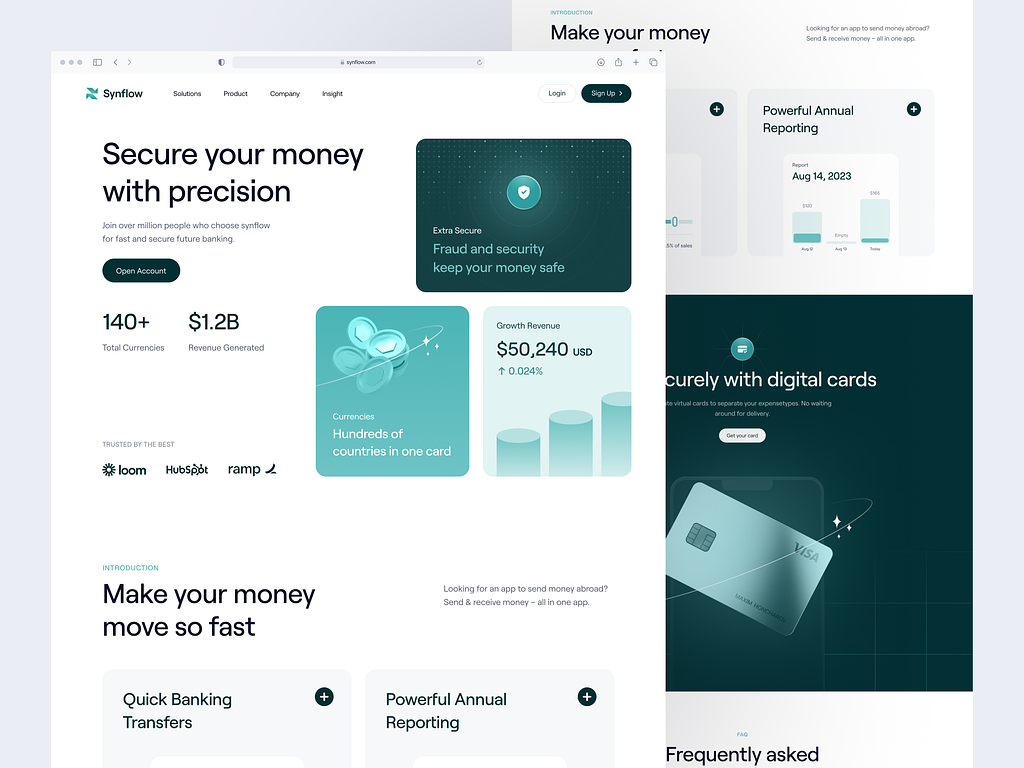 synflow.com
Synflow
Solutions
Product
Company
Insight
Login
Sign Up
Secure your money
with precision
Join over million people who choose synflow
for fast and secure future banking.
Open Account
140+
Total Currencies
$1.2B
Revenue Generated
TRUSTED BY THE BEST
loom
HubSpot
ramp
Extra Secure
Fraud and security
keep your money safe
Currencies
Hundreds of
countries in one card
Growth Revenue
$50,240 USD
↑ 0.024%
INTRODUCTION
Make your money
move so fast
Looking for an app to send money abroad?
Send & receive money – all in one app.
Quick Banking
Transfers
Powerful Annual
Reporting
INTRODUCTION
Make your money
Looking for an app to send money abroad?
Send & receive money – all in one app.
Powerful Annual
Reporting
Report
Aug 14, 2023
$120
Empty
$165
Aug 12
Aug 13
Today
.5% of sales
curely with digital cards
virtual cards to separate your expensetypes. No waiting
around for delivery.
Get your card
VISA
MAXIM HONCHARUK
FAQ
Frequently asked